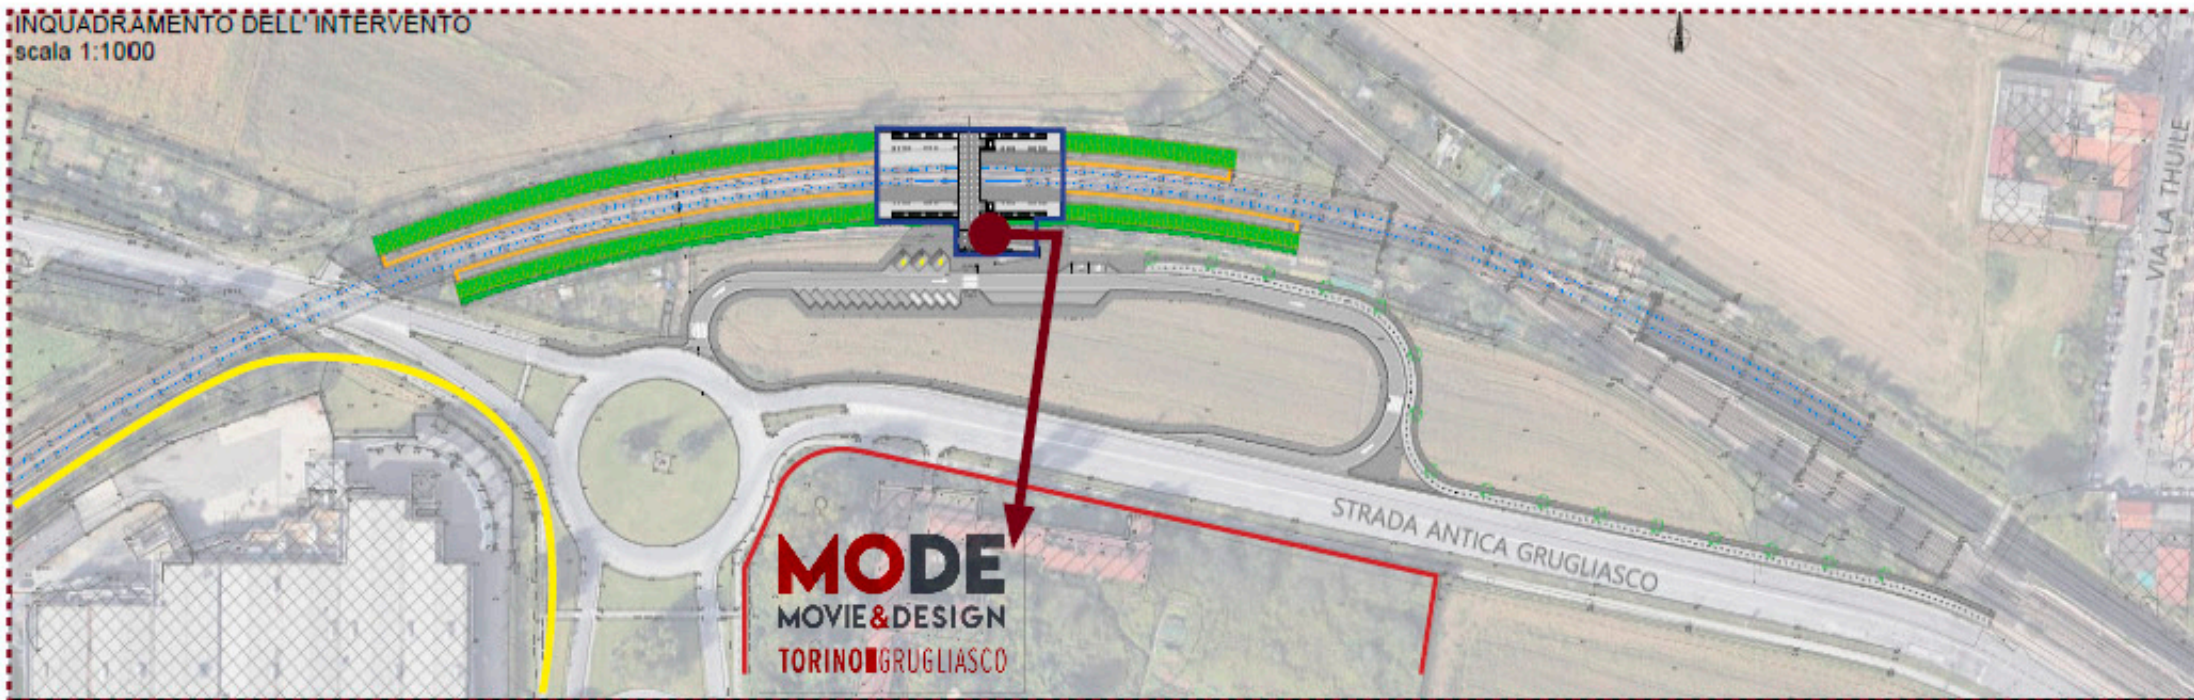 INQUADRAMENTO DELL' INTERVENTO
scala 1:1000
VIA LA THUILE
STRADA ANTICA GRUGLIASCO
MODE
MOVIE&DESIGN
TORINO GRUGLIASCO